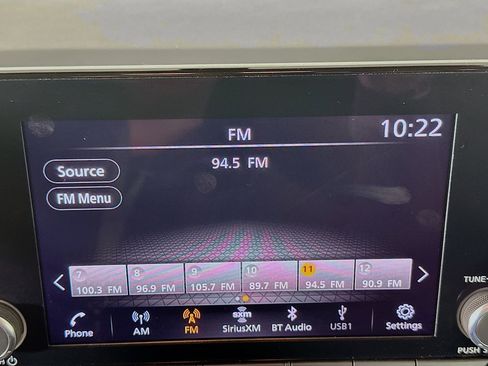 FM
10:22
94.5 FM
Source
FM Menu
7 8 9 10 11 12
100.3 FM 96.9 FM 105.7 FM 89.7 FM 94.5 FM 90.9 FM
sxm
Phone AM FM SiriusXM BT Audio USB1 Settings
TUNE
PUSH